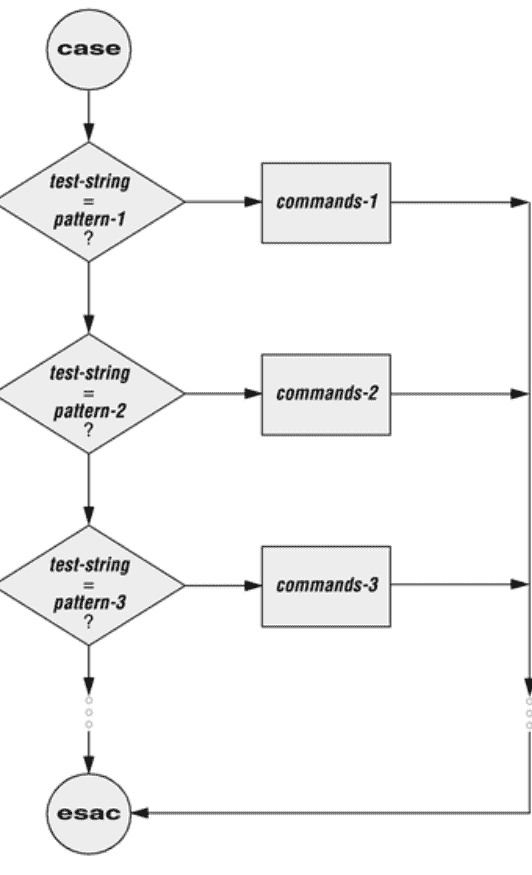 case
test-string
=
pattern-1
?
commands-1
test-string
=
pattern-2
?
commands-2
test-string
=
pattern-3
?
commands-3
esac